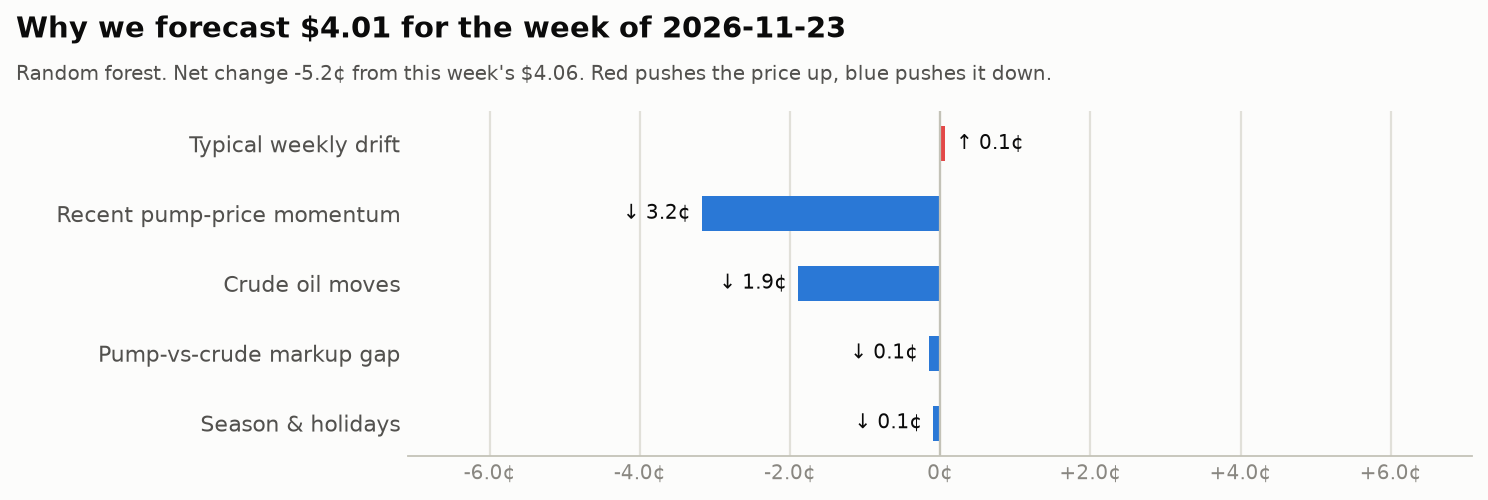 Why we forecast $4.01 for the week of 2026-11-23
Random forest. Net change -5.2¢ from this week's $4.06. Red pushes the price up, blue pushes it down.
Typical weekly drift
↑ 0.1¢
Recent pump-price momentum
↓ 3.2¢
Crude oil moves
↓ 1.9¢
Pump-vs-crude markup gap
↓ 0.1¢
Season & holidays
↓ 0.1¢
-6.0¢
-4.0¢
-2.0¢
0¢
+2.0¢
+4.0¢
+6.0¢